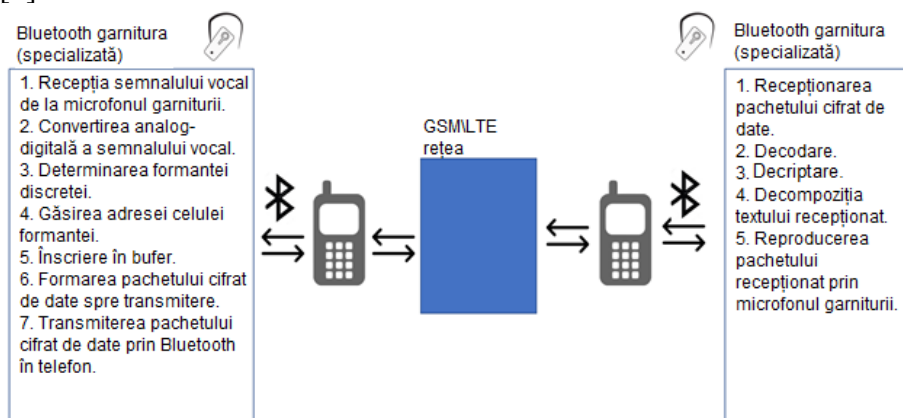 Bluetooth garnitura
(specializată)
1. Recepția semnalului vocal
de la microfonul garniturii.
2. Convertirea analog-
digitală a semnalului vocal.
3. Determinarea formantei
discretei.
4. Găsirea adresei celulei
formantei.
5. Înscriere în bufer.
6. Formarea pachetului cifrat
de date spre transmitere.
7. Transmiterea pachetului
cifrat de date prin Bluetooth
în telefon.
GSM\LTE
rețea
Bluetooth garnitura
(specializată)
1. Recepționarea
pachetului cifrat de
date.
2. Decodare.
3. Decriptare.
4. Decompoziția
textului recepționat.
5. Reproducerea
pachetului
recepționat prin
microfonul garniturii.